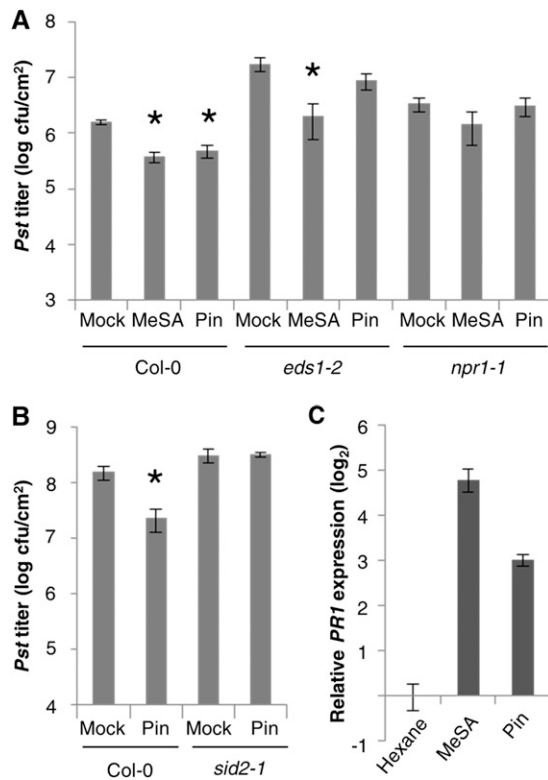 A
Pst titer (log cfu/cm²)
8
7
6
5
4
3
*
*
*
Mock MeSA Pin Mock MeSA Pin Mock MeSA Pin
Col-0 eds1-2 npr1-1
B
Pst titer (log cfu/cm²)
9
8
7
6
5
4
*
Mock Pin Mock Pin
Col-0 sid2-1
C
Relative PR1 expression (log₂)
6
5
4
3
2
1
-1
Hexane MeSA Pin